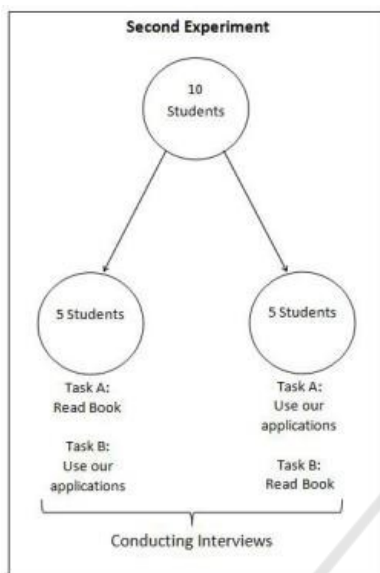 Second Experiment
10
Students
5 Students
5 Students
Task A:
Read Book
Task B:
Use our
applications
Task A:
Use our
applications
Task B:
Read Book
Conducting Interviews